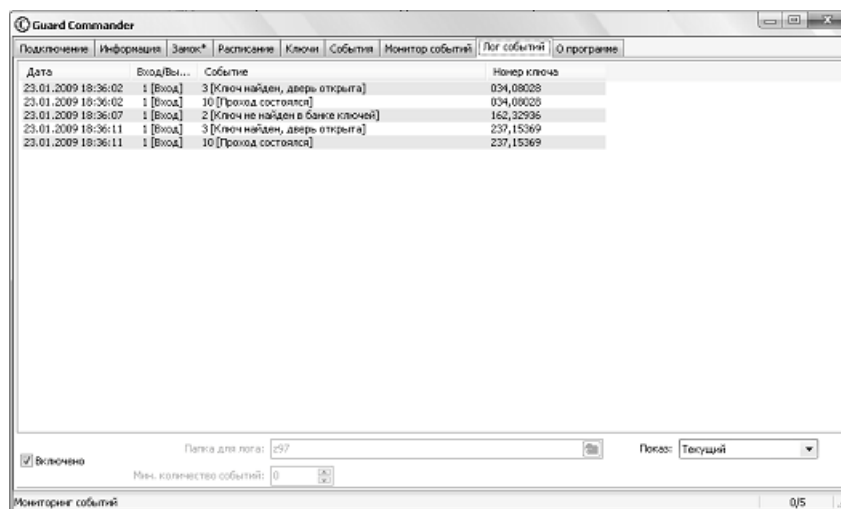 Guard Commander
Подключение Информация Замок* Расписание Ключи События Монитор событий Лог событий О програме
Дата Вход/Вы... Событие Номер ключа
23.01.2009 18:36:02 1 [Вход] 3 [Ключ найден, дверь открыта] 034,08028
23.01.2009 18:36:02 1 [Вход] 10 [Проход состоялся] 034,08028
23.01.2009 18:36:07 1 [Вход] 2 [Ключ не найден в банке ключей] 162,32936
23.01.2009 18:36:11 1 [Вход] 3 [Ключ найден, дверь открыта] 237,15369
23.01.2009 18:36:11 1 [Вход] 10 [Проход состоялся] 237,15369
Папка для лога: z97 Показ: Текущий
Включено
Мин. количество событий: 0
Мониторинг событий 0/5